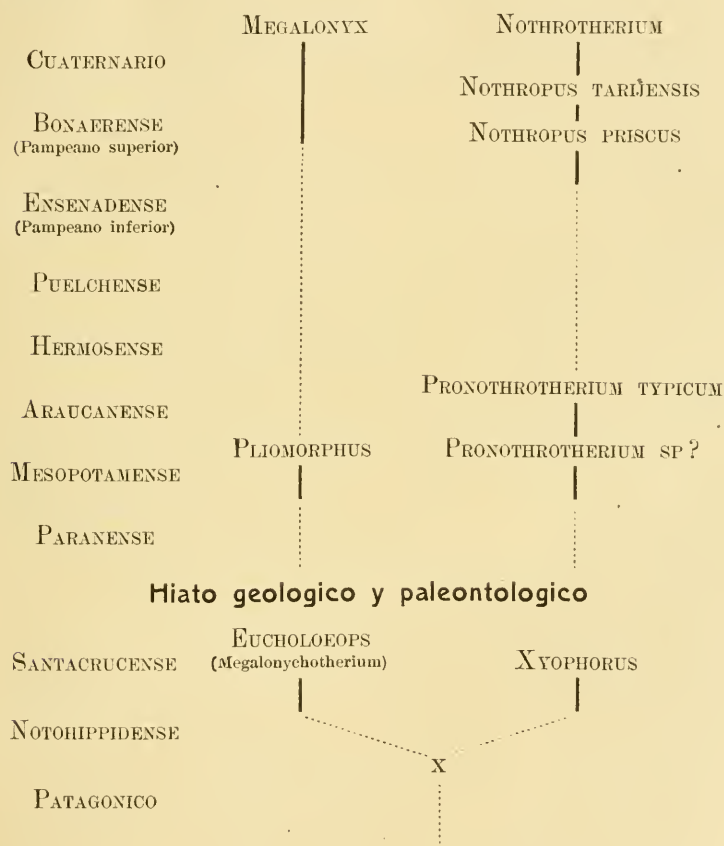 MEGALONYX NOTHROTHERIUM
CUATERNARIO
NOTHROPUS TARIJENSIS
BONAERENSE NOTHROPUS PRISCUS
(Pampeano superior)
ENSENADENSE
(Pampeano inferior)
PUELCHENSE
HERMOSENSE
PRONOTHROTHERIUM TYPICUM
ARAUCANENSE
PLIOMORPHUS PRONOTHROTHERIUM SP?
MESOPOTAMENSE
PARANENSE
Hiato geologico y paleontologico
EUCHOLOEOPS
SANTACRUCENSE (Megalonychotherium) XYOPHORUS
NOTOHIPPIDENSE
X
PATAGONICO